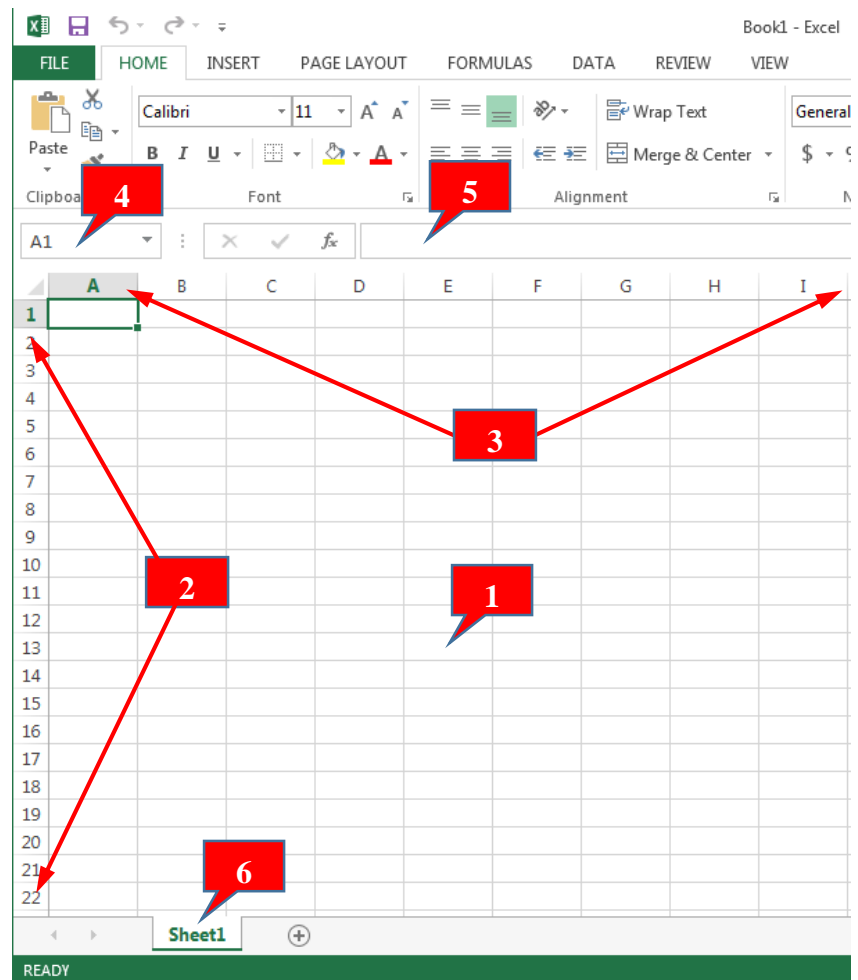 Book1 - Excel
FILE HOME INSERT PAGE LAYOUT FORMULAS DATA REVIEW VIEW
Calibri 11 A A Wrap Text General
Paste B I U A Merge & Center $
4 Font 5 Alignment
A1 fx
A B C D E F G H I
1
2
3
4
5
3
6
7
8
9
10
2
1
11
12
13
14
15
16
17
18
19
20
21
6
22
Sheet1
READY